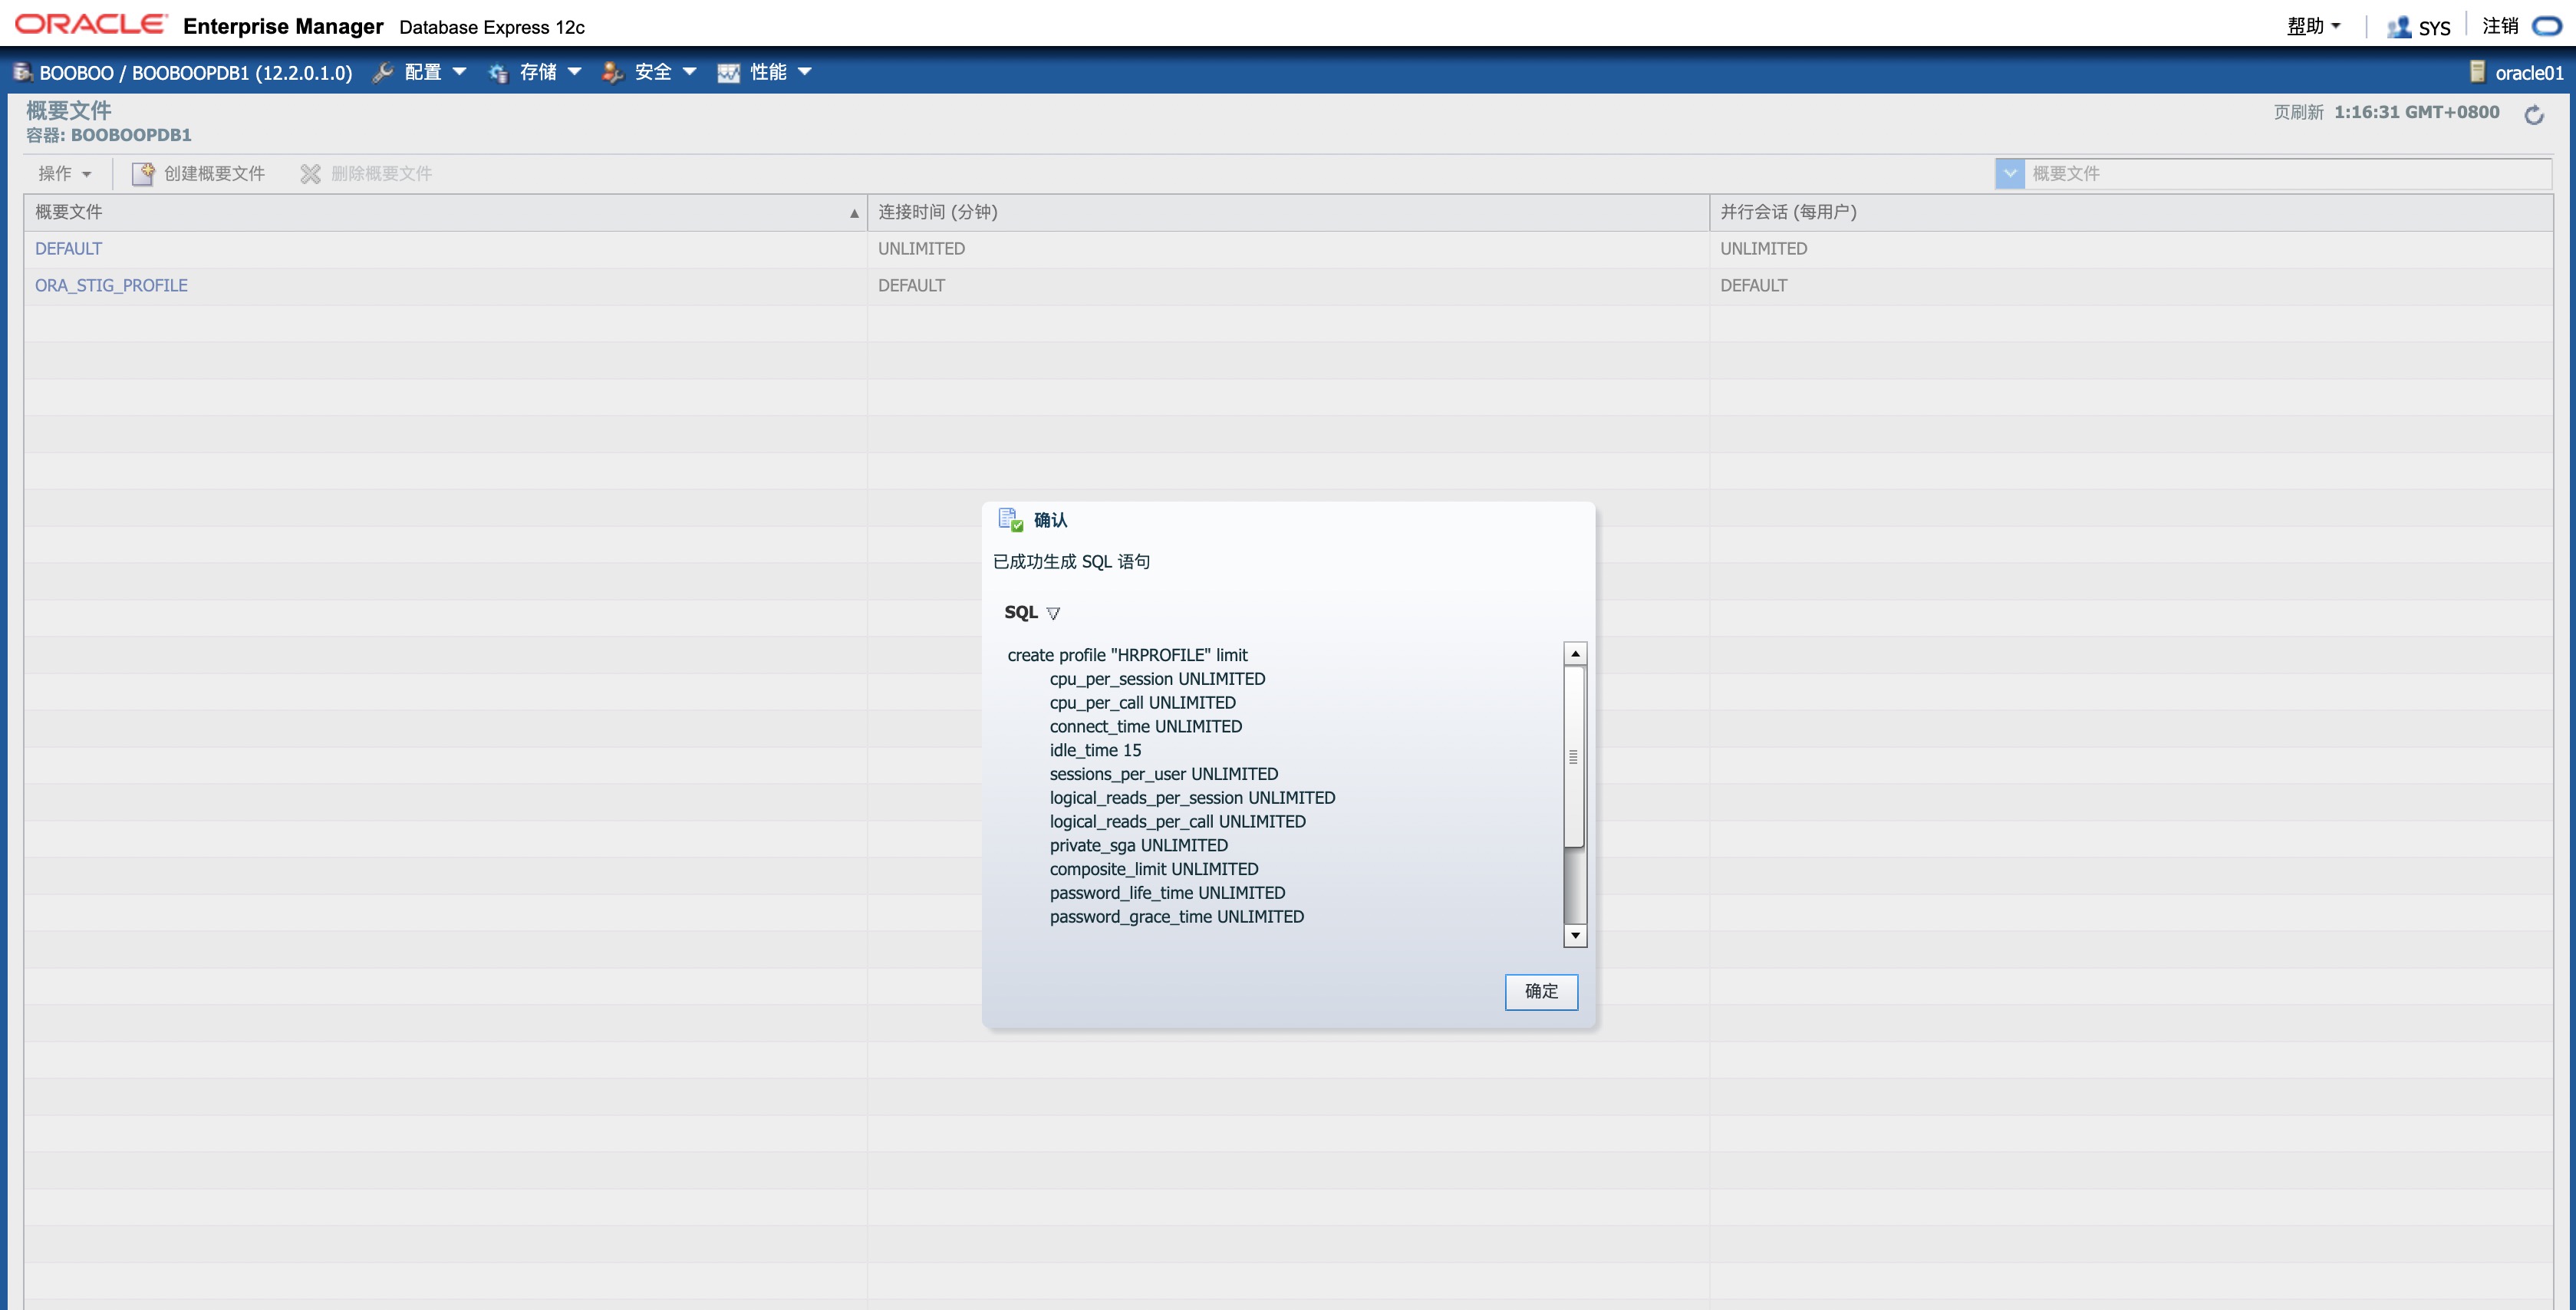 ORACLE Enterprise Manager Database Express 12c 帮助 SYS 注销
BOOBOO / BOOBOOPDB1 (12.2.0.1.0) 配置 存储 安全 性能 oracle01
概要文件
容器: BOOBOOPDB1
页刷新 1:16:31 GMT+0800
操作 创建概要文件 删除概要文件 概要文件
概要文件 连接时间 (分钟) 并行会话 (每用户)
DEFAULT UNLIMITED UNLIMITED
ORA_STIG_PROFILE DEFAULT DEFAULT
确认
已成功生成 SQL 语句
SQL
create profile "HRPROFILE" limit
cpu_per_session UNLIMITED
cpu_per_call UNLIMITED
connect_time UNLIMITED
idle_time 15
sessions_per_user UNLIMITED
logical_reads_per_session UNLIMITED
logical_reads_per_call UNLIMITED
private_sga UNLIMITED
composite_limit UNLIMITED
password_life_time UNLIMITED
password_grace_time UNLIMITED
确定